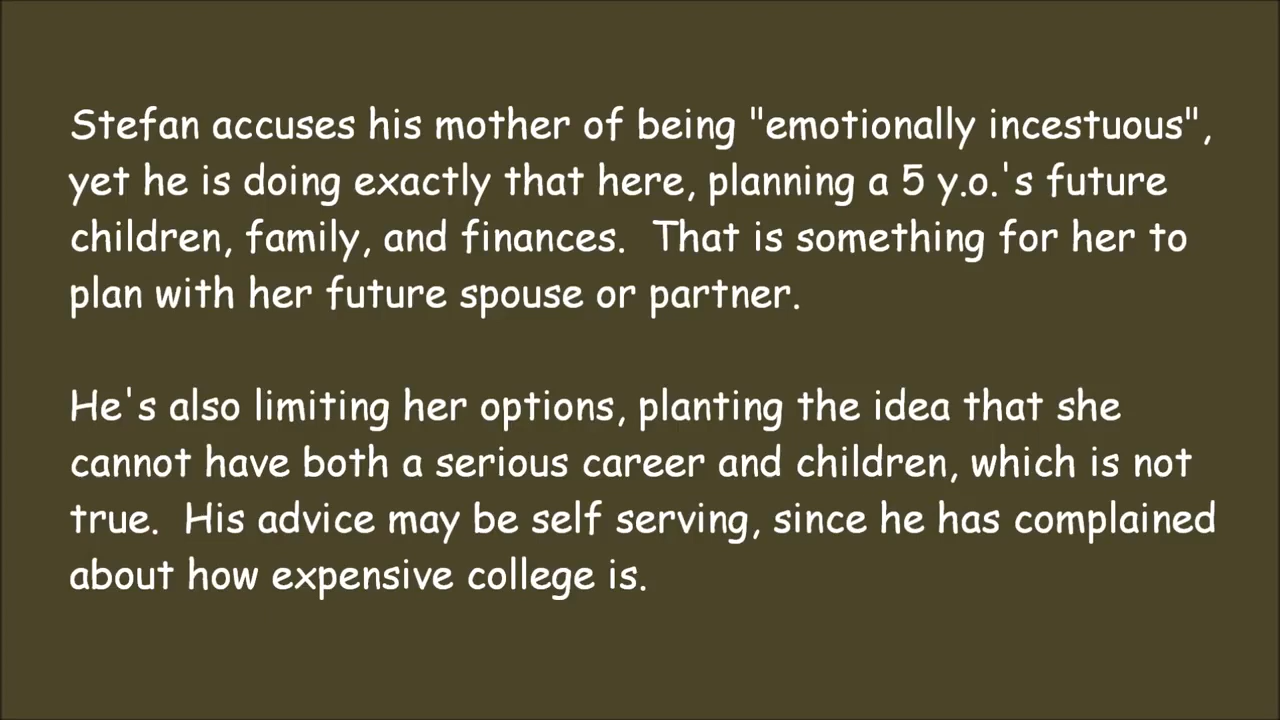 Stefan accuses his mother of being "emotionally incestuous",
yet he is doing exactly that here, planning a 5 y.o.'s future
children, family, and finances.  That is something for her to
plan with her future spouse or partner.
He's also limiting her options, planting the idea that she
cannot have both a serious career and children, which is not
true.  His advice may be self serving, since he has complained
about how expensive college is.